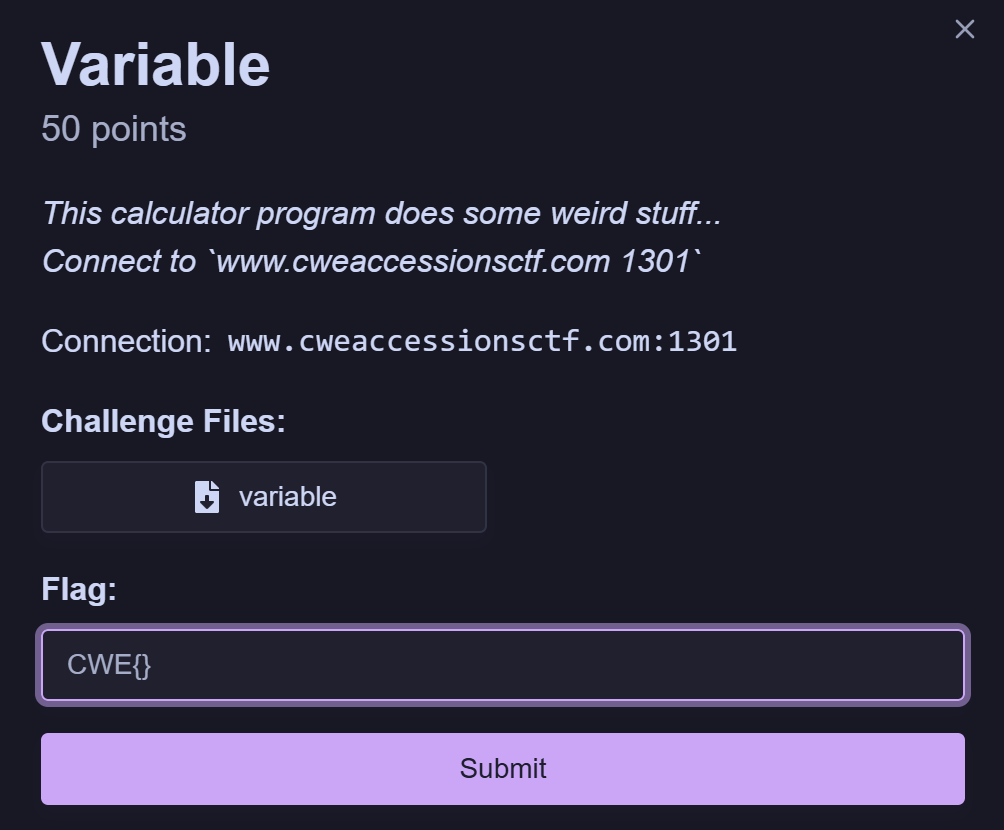 Variable
50 points
This calculator program does some weird stuff...
Connect to `www.cweaccessionsctf.com 1301`
Connection: www.cweaccessionsctf.com:1301
Challenge Files:
variable
Flag:
CWE{}
Submit